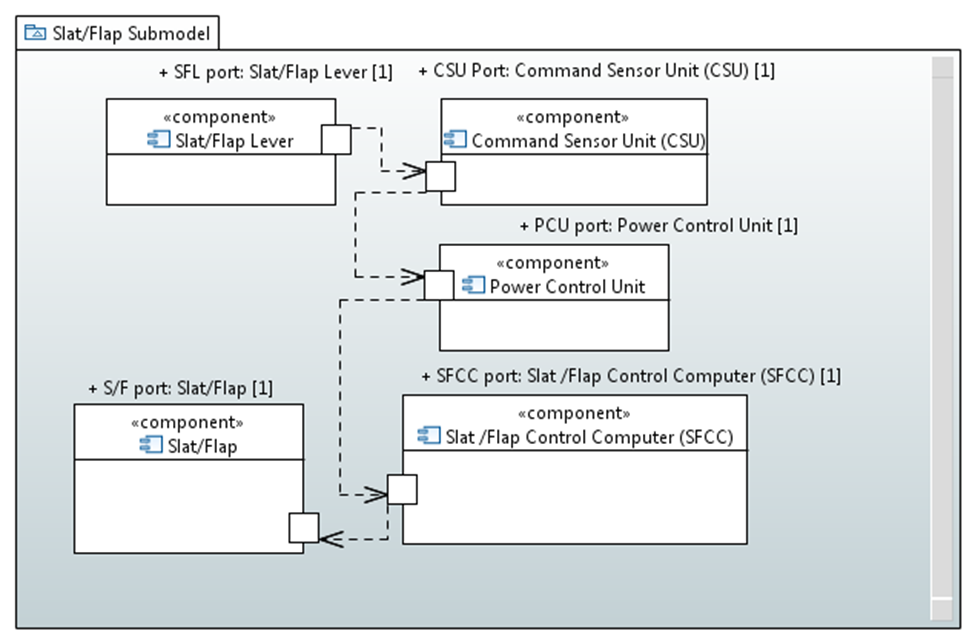 Slat/Flap Submodel
+ SFL port: Slat/Flap Lever [1]
+ CSU Port: Command Sensor Unit (CSU) [1]
«component»
Slat/Flap Lever
«component»
Command Sensor Unit (CSU)
+ PCU port: Power Control Unit [1]
«component»
Power Control Unit
+ SFCC port: Slat /Flap Control Computer (SFCC) [1]
+ S/F port: Slat/Flap [1]
«component»
Slat /Flap Control Computer (SFCC)
«component»
Slat/Flap